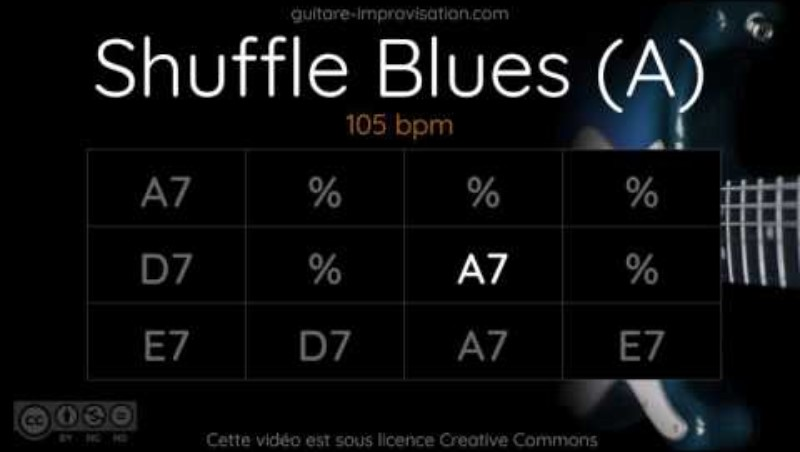 guitare-improvisation.com
Shuffle Blues (A)
105 bpm
A7 % % %
D7 % A7 %
E7 D7 A7 E7
cc
BY NC ND
Cette vidéo est sous licence Creative Commons